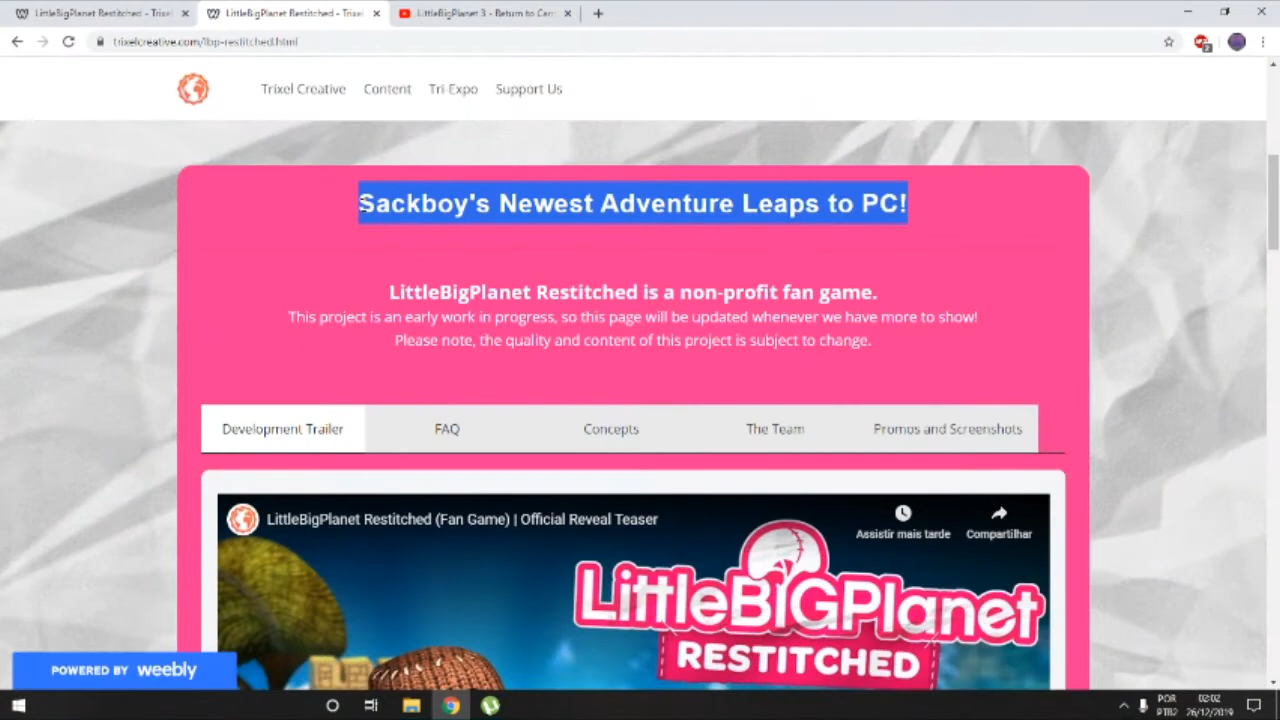 LittleBigPlanet Restitched - Trixel
LittleBigPlanet Restitched - Trixel
LittleBigPlanet 3 - Return to
trixelcreative.com/lbp-restitched.html
Trixel Creative
Content
Tri-Expo
Support Us
Sackboy's Newest Adventure Leaps to PC!
LittleBigPlanet Restitched is a non-profit fan game.
This project is an early work in progress, so this page will be updated whenever we have more to show!
Please note, the quality and content of this project is subject to change.
Development Trailer
FAQ
Concepts
The Team
Promos and Screenshots
LittleBigPlanet Restitched (Fan Game) | Official Reveal Teaser
Assistir mais tarde
Compartilhar
LittleBIGPlanet
RESTITCHED
POWERED BY weebly
POR
PTB2
02:02
26/12/2019